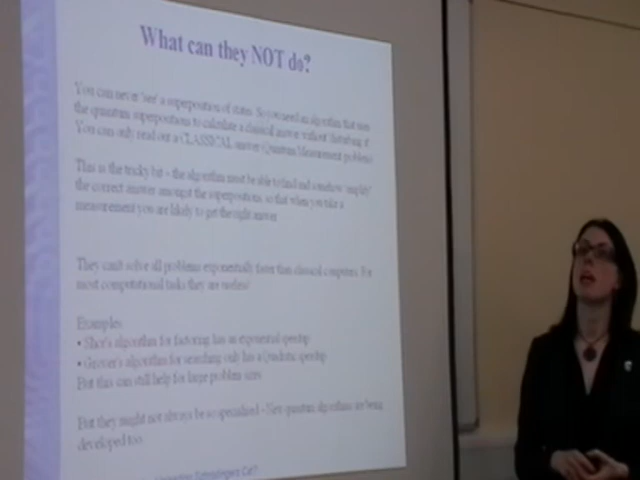 What can they NOT do?
You can never 'see' a superposition of states. So you need an algorithm that uses
the quantum superpositions to calculate a classical answer without 'disturbing' it
You can only read out a CLASSICAL answer (Quantum Measurement problem)
This is the tricky bit - the algorithm must be able to find and somehow 'amplify'
the correct answer amongst the superpositions, so that when you take a
measurement you are likely to get the right answer
They can't solve all problems exponentially faster than classical computers. For
most computational tasks they are useless!
Examples
• Shor's algorithm for factoring has an exponential speedup
• Grover's algorithm for searching only has a Quadratic speedup
But this can still help for large problem sizes
But they might not always be so specialised - New quantum algorithms are being
developed too
Schrodingers Cat?